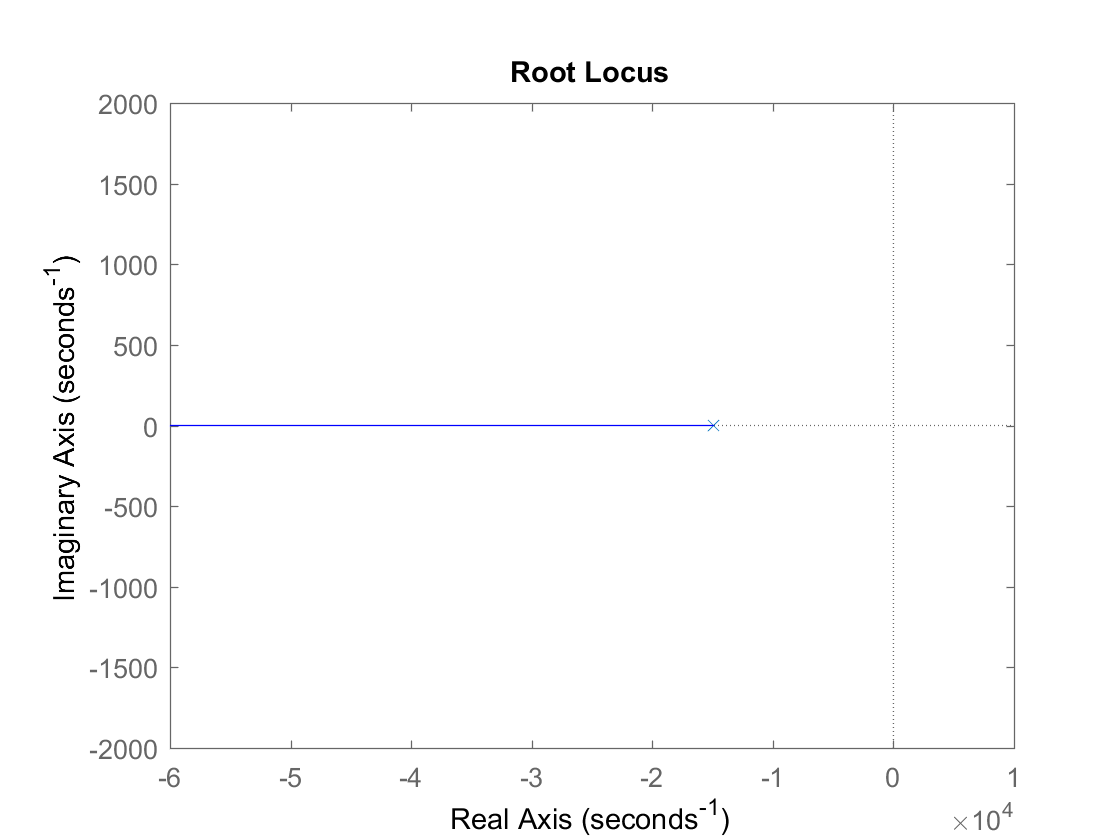 Root Locus
2000
1500
1000
500
0
-500
-1000
-1500
-2000
Imaginary Axis (seconds⁻¹)
-6 -5 -4 -3 -2 -1 0 1
×10⁴
Real Axis (seconds⁻¹)